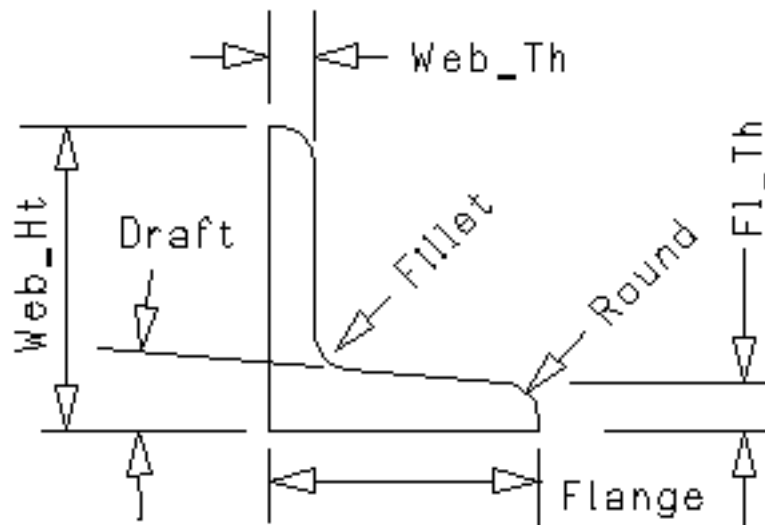 Web_Th
Web_Ht
Draft
Fillet
Round
Fl_Th
Flange